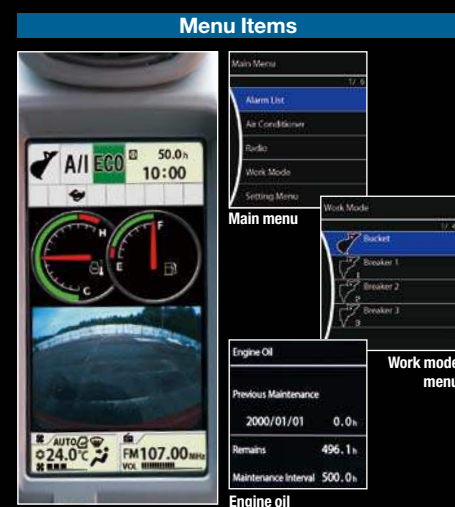 Menu Items
A/I ECO 50.0h
10:00
H
C
F
E
AUTO
24.0°C
FM107.00MHz
VOL
Main Menu
1/ 6
Alarm List
Air Conditioner
Radio
Work Mode
Setting Menu
Main menu
Work Mode
Bucket
1 Breaker 1
2 Breaker 2
3 Breaker 3
Work mode
menu
Engine Oil
Previous Maintenance
2000/01/01 0.0h
Remains 496.1h
Maintenance Interval 500.0h
Engine oil